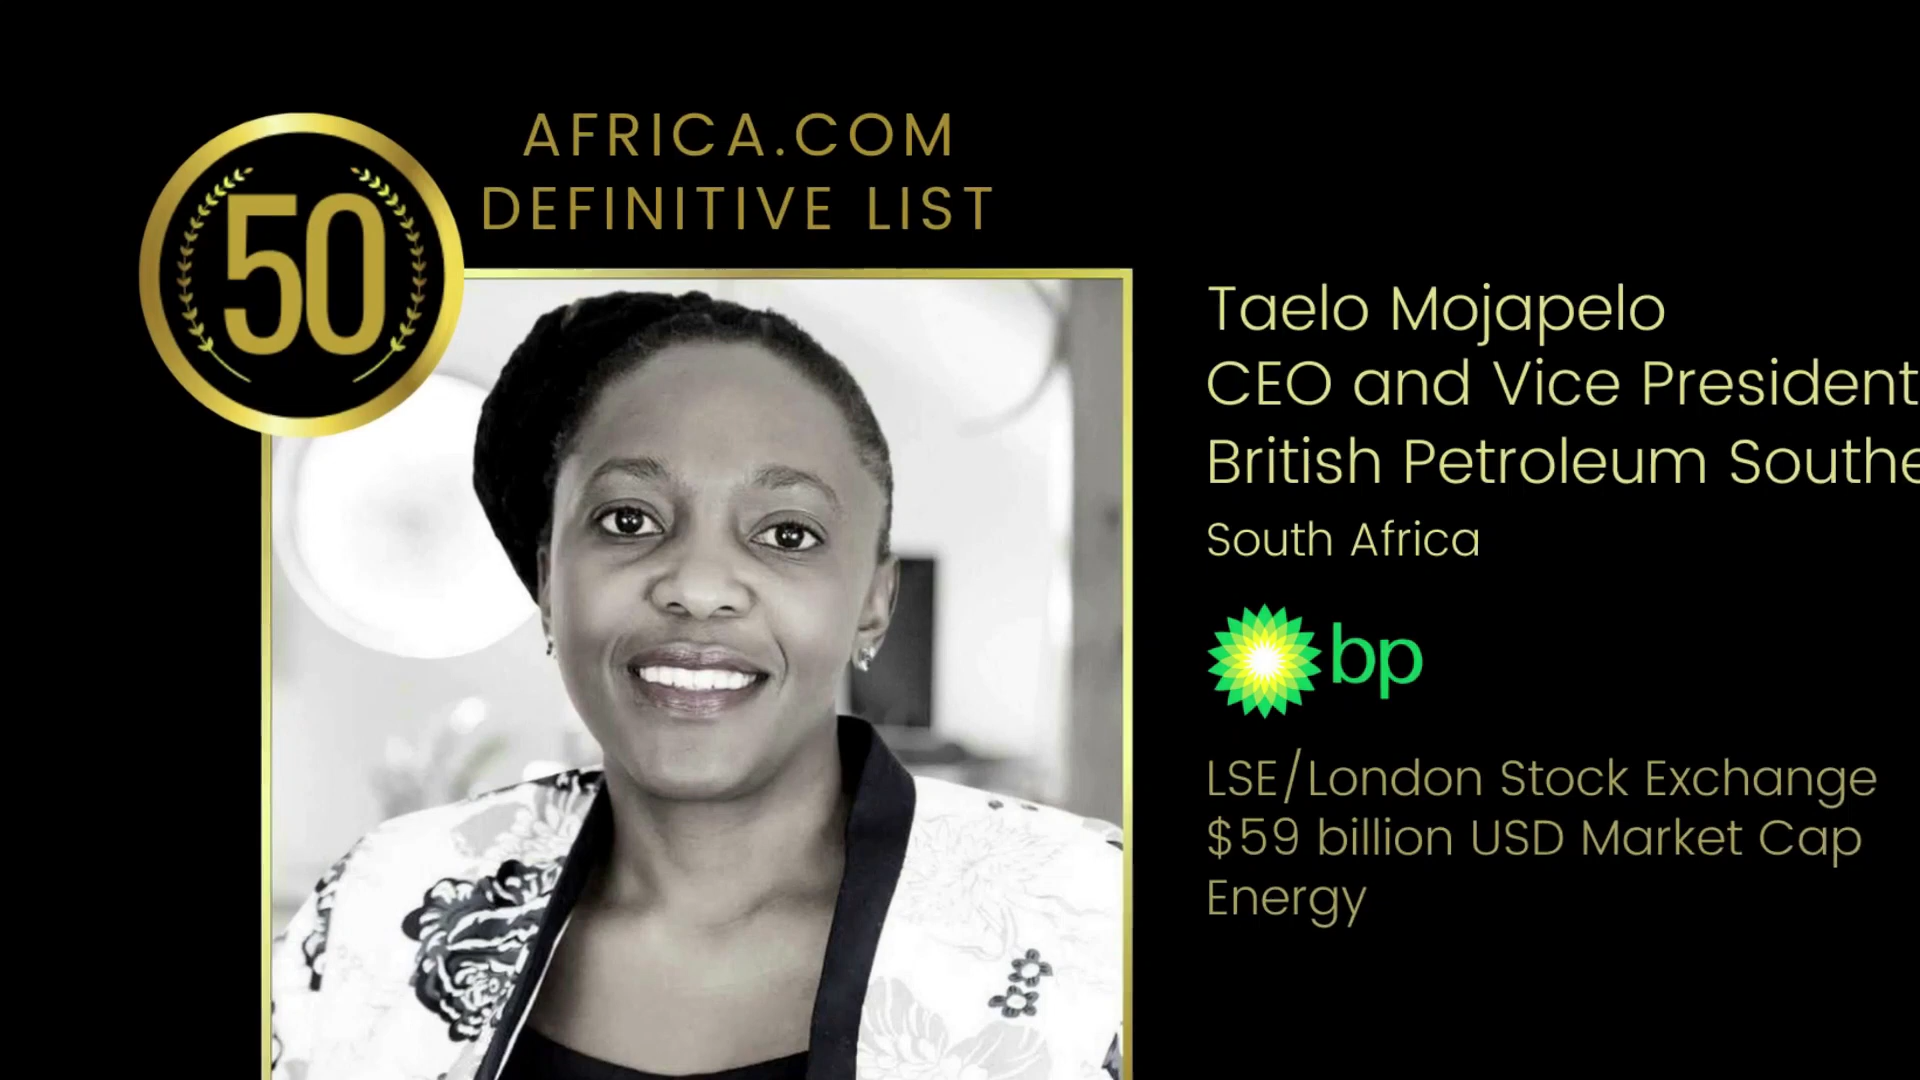 AFRICA.COM
DEFINITIVE LIST
50
Taelo Mojapelo
CEO and Vice President
British Petroleum Southe
South Africa
bp
LSE/London Stock Exchange
$59 billion USD Market Cap
Energy